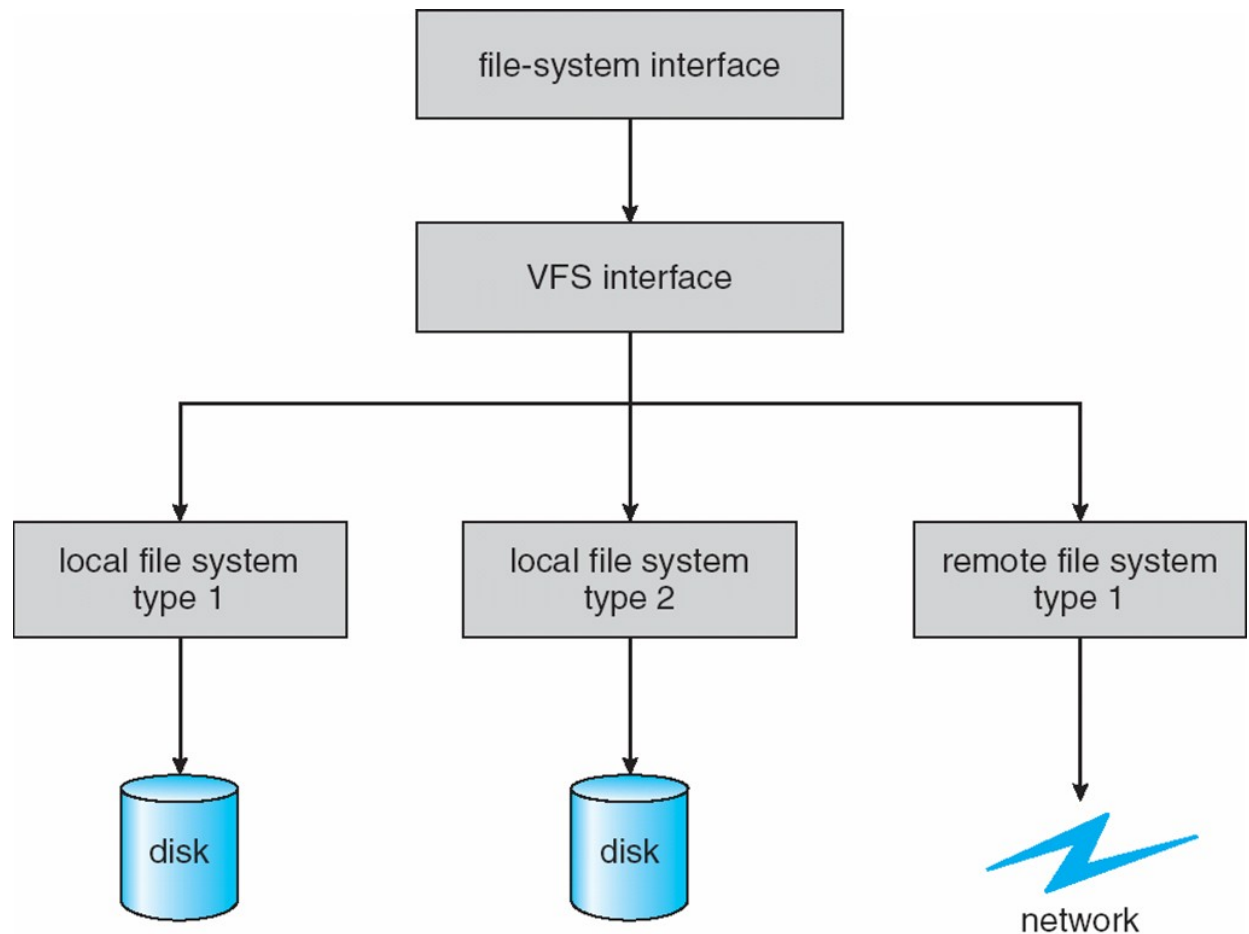 file-system interface
VFS interface
local file system
type 1
local file system
type 2
remote file system
type 1
disk
disk
network